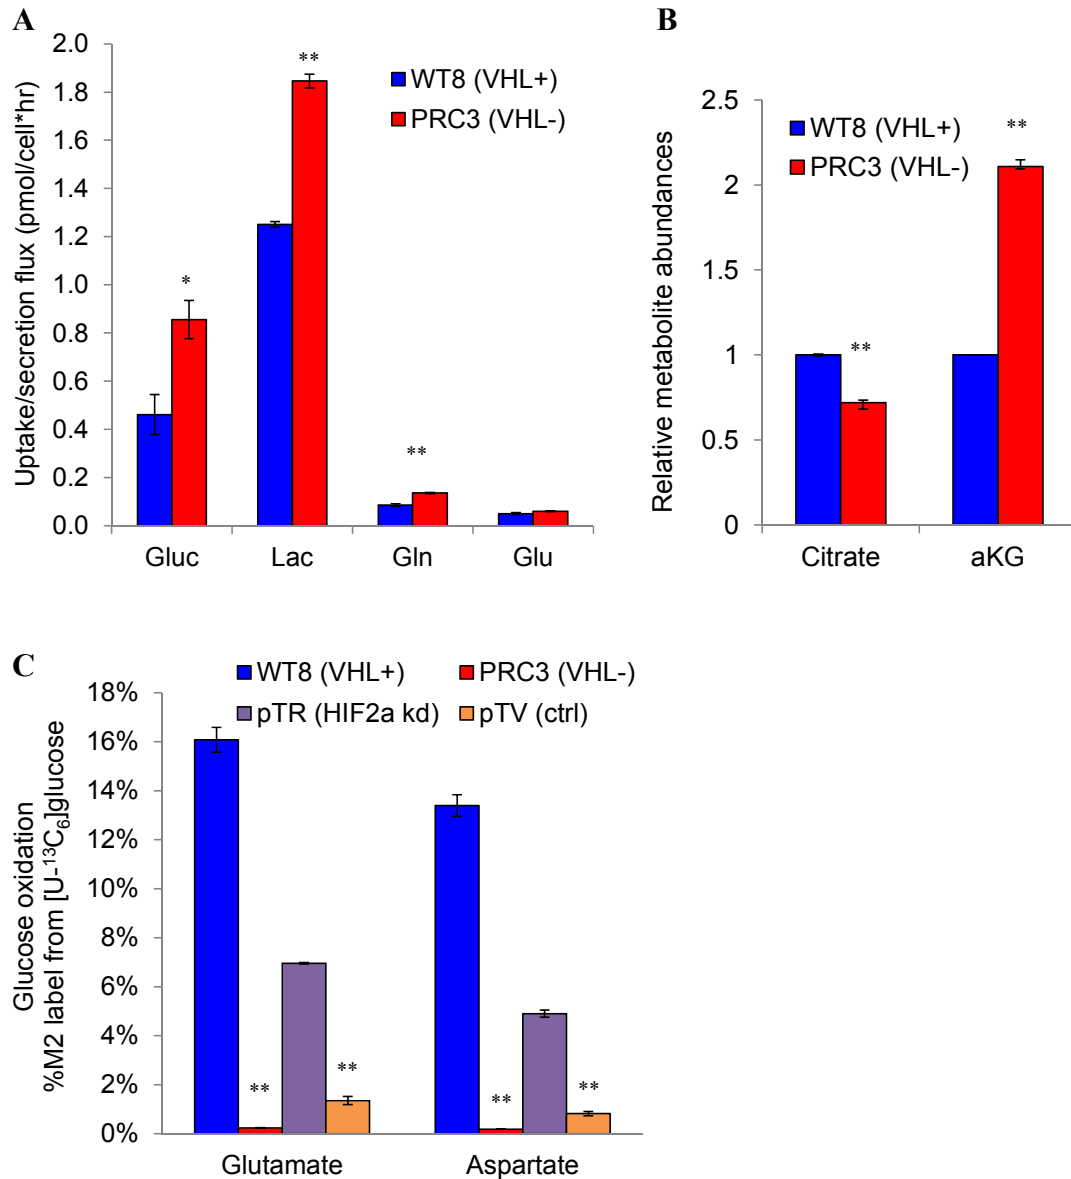 A
Uptake/secretion flux (pmol/cell*hr)
2.0
1.8
1.6
1.4
1.2
1.0
0.8
0.6
0.4
0.2
0.0
WT8 (VHL+)
PRC3 (VHL-)
*
**
**
Gluc Lac Gln Glu
B
Relative metabolite abundances
2.5
2
1.5
1
0.5
0
WT8 (VHL+)
PRC3 (VHL-)
**
**
Citrate aKG
C
Glucose oxidation
%M2 label from [U-¹³C₆]glucose
18%
16%
14%
12%
10%
8%
6%
4%
2%
0%
WT8 (VHL+) PRC3 (VHL-)
pTR (HIF2a kd) pTV (ctrl)
** ** ** **
Glutamate Aspartate